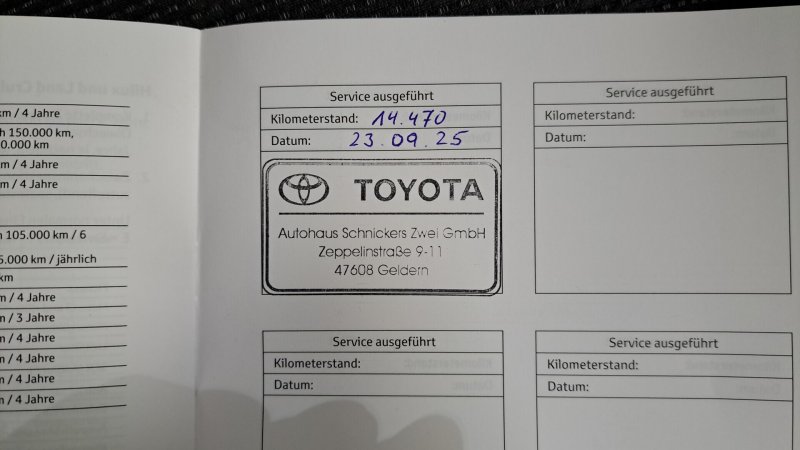 m / 4 Jahre
h 150.000 km,
0.000 km
m / 4 Jahre
m / 4 Jahre
h 105.000 km / 6
5.000 km / jährlich
km
m / 4 Jahre
m / 3 Jahre
m / 4 Jahre
m / 4 Jahre
m / 4 Jahre
m / 4 Jahre
Service ausgeführt
Kilometerstand: 14.470
Datum: 23.09.25
TOYOTA
Autohaus Schnickers Zwei GmbH
Zeppelinstraße 9-11
47608 Geldern
Service ausgeführt
Kilometerstand:
Datum:
Service ausgeführt
Kilometerstand:
Datum:
Service ausgeführt
Kilometerstand:
Datum: